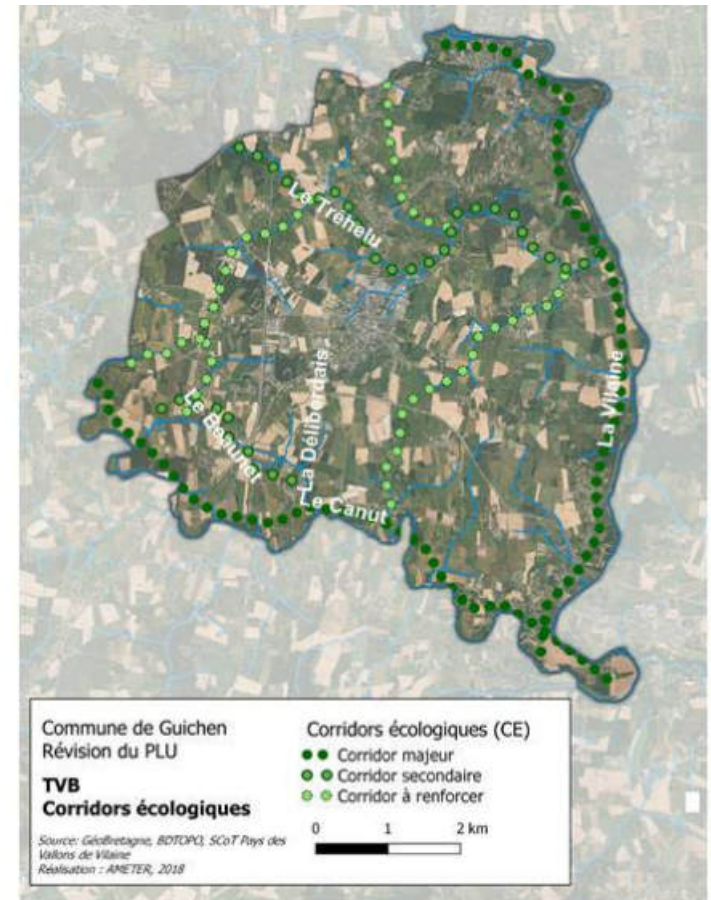 Le Tréhelu
La Vilaine
La Déliberdais
Le Besunet
Le Canut
Commune de Guichen
Révision du PLU
TVB
Corridors écologiques
Source: GéoBretagne, BDTOPO, SCoT Pays des
Vallons de Vilaine
Réalisation : AMETER, 2018
Corridors écologiques (CE)
Corridor majeur
Corridor secondaire
Corridor à renforcer
0 1 2 km